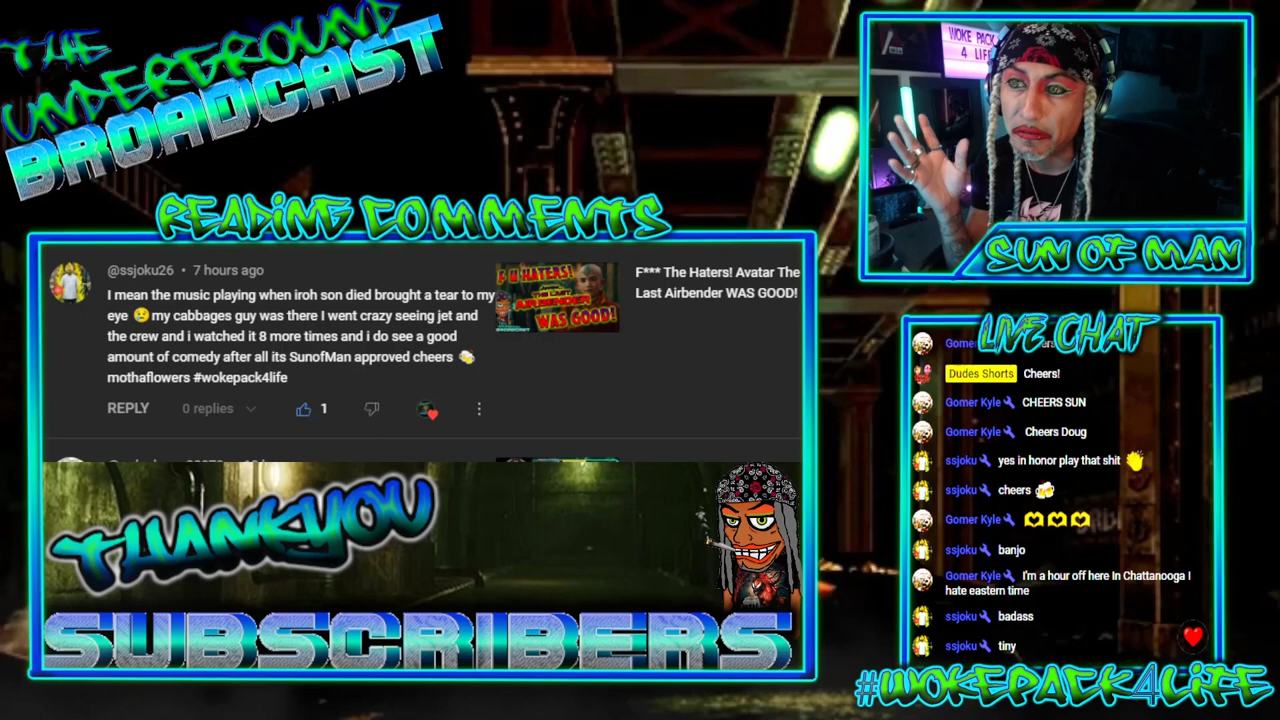 THE
UNDERGROUND
BROADCAST
WOKE PACK
4 LIFE
READING COMMENTS
SUN OF MAN
@ssjoku26 • 7 hours ago
I mean the music playing when iroh son died brought a tear to my
eye 😢 my cabbages guy was there I went crazy seeing jet and
the crew and i watched it 8 more times and i do see a good
amount of comedy after all its SunofMan approved cheers 🍻
mothaflowers #wokepack4life
REPLY 0 replies 1
F U HATERS!
AIRBENDER
WAS GOOD!
F*** The Haters! Avatar The
Last Airbender WAS GOOD!
THANKYOU
SUBSCRIBERS
LIVE CHAT
Dudes Shorts Cheers!
Gomer Kyle CHEERS SUN
Gomer Kyle Cheers Doug
ssjoku yes in honor play that shit 👏
ssjoku cheers 🍻
Gomer Kyle
ssjoku banjo
Gomer Kyle I'm a hour off here In Chattanooga I
hate eastern time
ssjoku badass
ssjoku tiny
#WOKEPACK4LIFE